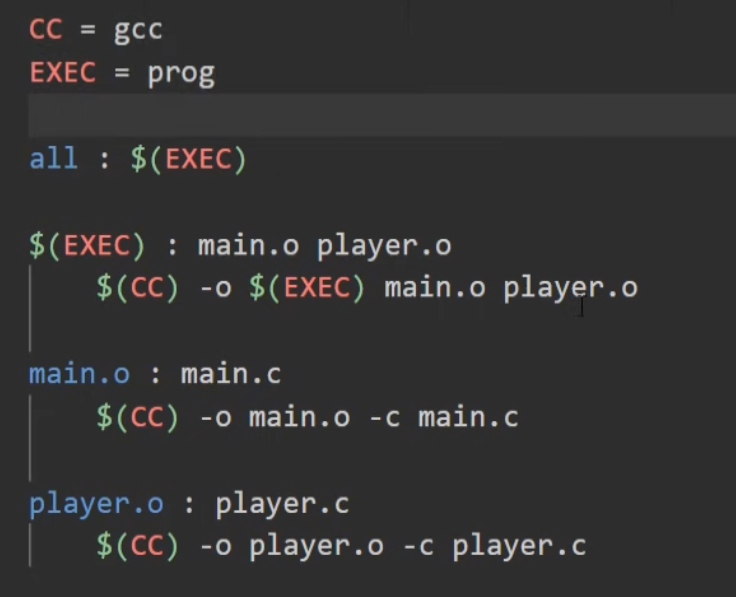 CC = gcc
EXEC = prog
all : $(EXEC)
$(EXEC) : main.o player.o
$(CC) -o $(EXEC) main.o player.o
main.o : main.c
$(CC) -o main.o -c main.c
player.o : player.c
$(CC) -o player.o -c player.c